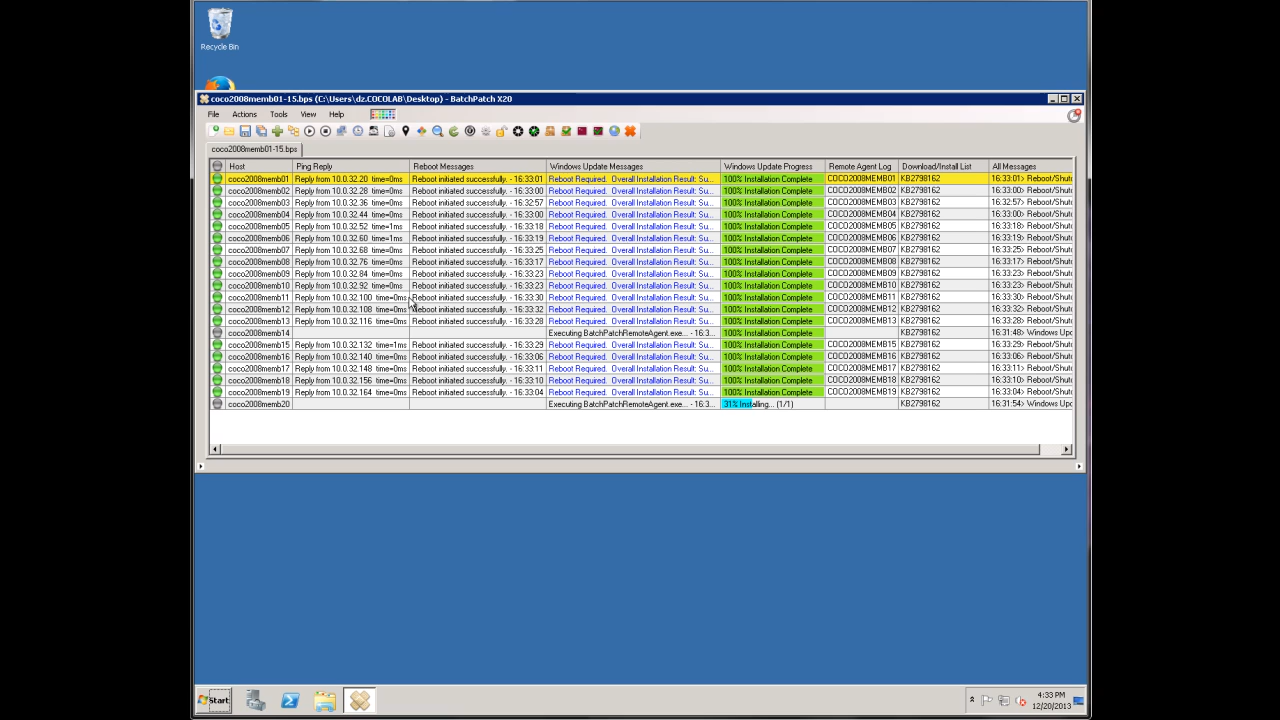 Recycle Bin
coco2008memb01-15.bps (C:\Users\dz.COCOLAB\Desktop) - BatchPatch X20
File Actions Tools View Help
coco2008memb01-15.bps
Host Ping Reply Reboot Messages Windows Update Messages Windows Update Progress Remote Agent Log Download/Install List All Messages
coco2008memb01 Reply from 10.0.32.20 time=0ms Reboot initiated successfully. - 16:33:01 Reboot Required. Overall Installation Result: Su... 100% Installation Complete COCO2008MEMB01 KB2798162 16:33:01> Reboot/Shutd
coco2008memb02 Reply from 10.0.32.28 time=0ms Reboot initiated successfully. - 16:33:00 Reboot Required. Overall Installation Result: Su... 100% Installation Complete COCO2008MEMB02 KB2798162 16:33:00> Reboot/Shutd
coco2008memb03 Reply from 10.0.32.36 time=0ms Reboot initiated successfully. - 16:32:57 Reboot Required. Overall Installation Result: Su... 100% Installation Complete COCO2008MEMB03 KB2798162 16:32:57> Reboot/Shutd
coco2008memb04 Reply from 10.0.32.44 time=0ms Reboot initiated successfully. - 16:33:00 Reboot Required. Overall Installation Result: Su... 100% Installation Complete COCO2008MEMB04 KB2798162 16:33:00> Reboot/Shutd
coco2008memb05 Reply from 10.0.32.52 time=1ms Reboot initiated successfully. - 16:33:18 Reboot Required. Overall Installation Result: Su... 100% Installation Complete COCO2008MEMB05 KB2798162 16:33:18> Reboot/Shutd
coco2008memb06 Reply from 10.0.32.60 time=1ms Reboot initiated successfully. - 16:33:19 Reboot Required. Overall Installation Result: Su... 100% Installation Complete COCO2008MEMB06 KB2798162 16:33:19> Reboot/Shutd
coco2008memb07 Reply from 10.0.32.68 time=0ms Reboot initiated successfully. - 16:33:25 Reboot Required. Overall Installation Result: Su... 100% Installation Complete COCO2008MEMB07 KB2798162 16:33:25> Reboot/Shutd
coco2008memb08 Reply from 10.0.32.76 time=0ms Reboot initiated successfully. - 16:33:17 Reboot Required. Overall Installation Result: Su... 100% Installation Complete COCO2008MEMB08 KB2798162 16:33:17> Reboot/Shutd
coco2008memb09 Reply from 10.0.32.84 time=0ms Reboot initiated successfully. - 16:33:23 Reboot Required. Overall Installation Result: Su... 100% Installation Complete COCO2008MEMB09 KB2798162 16:33:23> Reboot/Shutd
coco2008memb10 Reply from 10.0.32.92 time=0ms Reboot initiated successfully. - 16:33:23 Reboot Required. Overall Installation Result: Su... 100% Installation Complete COCO2008MEMB10 KB2798162 16:33:23> Reboot/Shutd
coco2008memb11 Reply from 10.0.32.100 time=0ms Reboot initiated successfully. - 16:33:30 Reboot Required. Overall Installation Result: Su... 100% Installation Complete COCO2008MEMB11 KB2798162 16:33:30> Reboot/Shutd
coco2008memb12 Reply from 10.0.32.108 time=0ms Reboot initiated successfully. - 16:33:32 Reboot Required. Overall Installation Result: Su... 100% Installation Complete COCO2008MEMB12 KB2798162 16:33:32> Reboot/Shutd
coco2008memb13 Reply from 10.0.32.116 time=0ms Reboot initiated successfully. - 16:33:28 Reboot Required. Overall Installation Result: Su... 100% Installation Complete COCO2008MEMB13 KB2798162 16:33:28> Reboot/Shutd
coco2008memb14 Executing BatchPatchRemoteAgent.exe... - 16:3... 100% Installation Complete KB2798162 16:31:48> Windows Upd
coco2008memb15 Reply from 10.0.32.132 time=1ms Reboot initiated successfully. - 16:33:29 Reboot Required. Overall Installation Result: Su... 100% Installation Complete COCO2008MEMB15 KB2798162 16:33:29> Reboot/Shutd
coco2008memb16 Reply from 10.0.32.140 time=0ms Reboot initiated successfully. - 16:33:06 Reboot Required. Overall Installation Result: Su... 100% Installation Complete COCO2008MEMB16 KB2798162 16:33:06> Reboot/Shutd
coco2008memb17 Reply from 10.0.32.148 time=0ms Reboot initiated successfully. - 16:33:11 Reboot Required. Overall Installation Result: Su... 100% Installation Complete COCO2008MEMB17 KB2798162 16:33:11> Reboot/Shutd
coco2008memb18 Reply from 10.0.32.156 time=0ms Reboot initiated successfully. - 16:33:10 Reboot Required. Overall Installation Result: Su... 100% Installation Complete COCO2008MEMB18 KB2798162 16:33:10> Reboot/Shutd
coco2008memb19 Reply from 10.0.32.164 time=0ms Reboot initiated successfully. - 16:33:04 Reboot Required. Overall Installation Result: Su... 100% Installation Complete COCO2008MEMB19 KB2798162 16:33:04> Reboot/Shutd
coco2008memb20 Executing BatchPatchRemoteAgent.exe... - 16:3... 31% Installing... (1/1) KB2798162 16:31:54> Windows Upd
Start
4:33 PM
12/20/2013